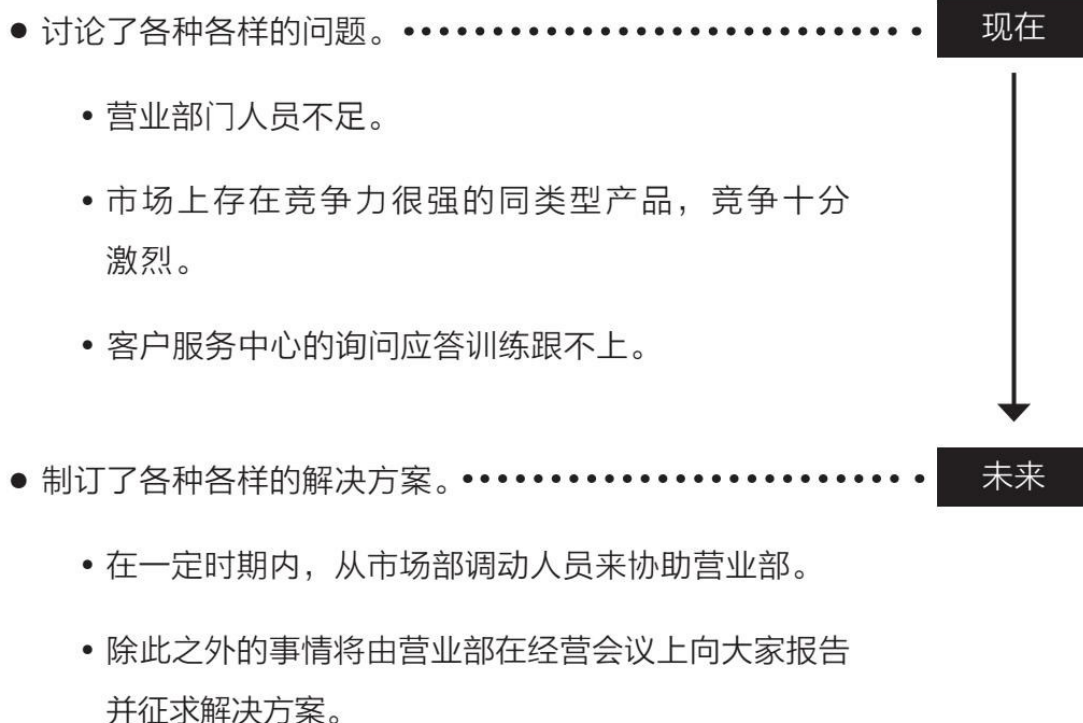 ● 讨论了各种各样的问题。 现在
• 营业部门人员不足。
• 市场上存在竞争力很强的同类型产品，竞争十分
激烈。
• 客户服务中心的询问应答训练跟不上。
● 制订了各种各样的解决方案。 未来
• 在一定时期内，从市场部调动人员来协助营业部。
• 除此之外的事情将由营业部在经营会议上向大家报告
并征求解决方案。